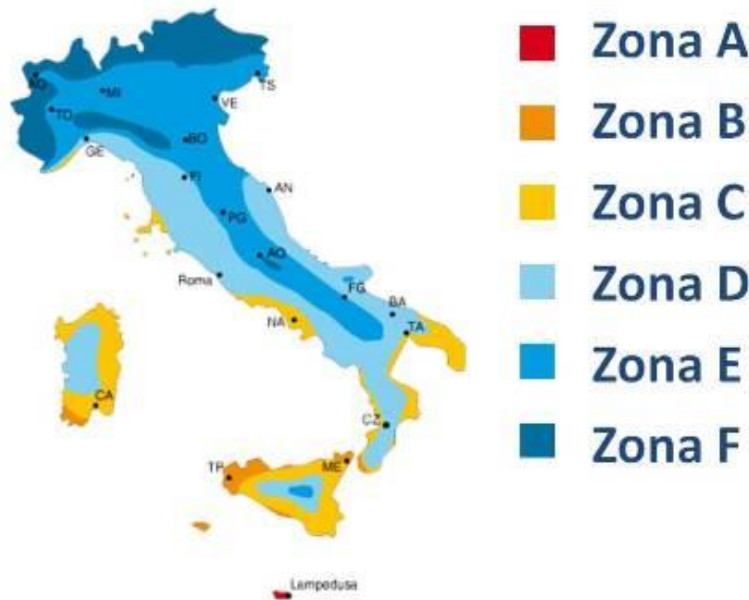 AO
MI
TO
TS
VE
GE
BO
FI
AN
PG
AQ
Roma
FG
BA
NA
TA
CA
CZ
TP
ME
Lampedusa
Zona A
Zona B
Zona C
Zona D
Zona E
Zona F